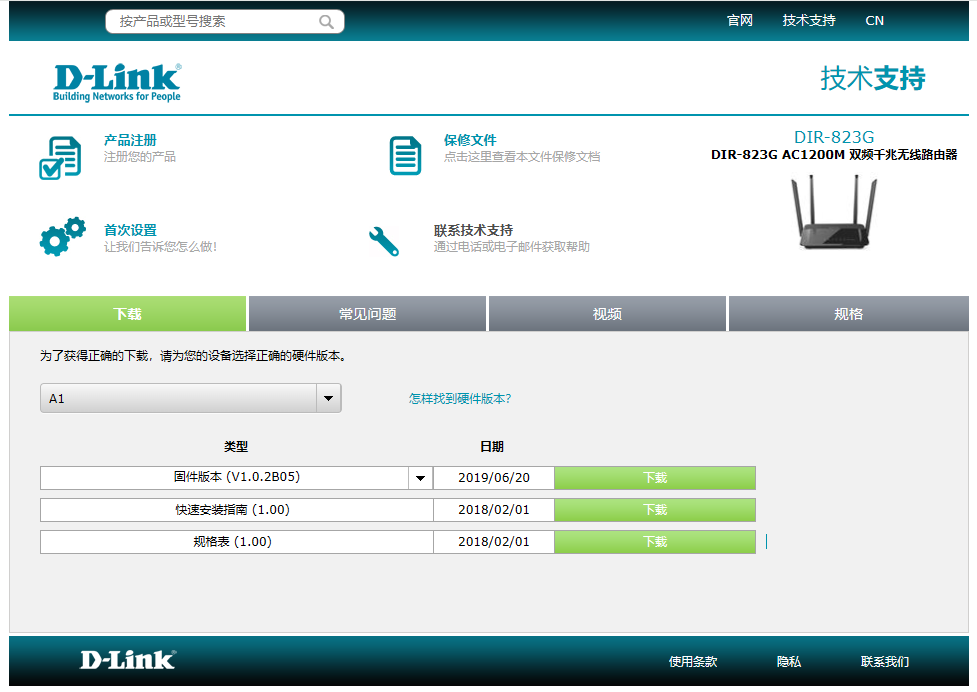 按产品或型号搜索
官网
技术支持
CN
D-Link®
Building Networks for People
技术支持
产品注册
注册您的产品
保修文件
点击这里查看本文件保修文档
DIR-823G
DIR-823G AC1200M 双频千兆无线路由器
首次设置
让我们告诉您怎么做!
联系技术支持
通过电话或电子邮件获取帮助
下载
常见问题
视频
规格
为了获得正确的下载，请为您的设备选择正确的硬件版本。
A1
怎样找到硬件版本?
类型
日期
固件版本 (V1.0.2B05)
2019/06/20
下载
快速安装指南 (1.00)
2018/02/01
下载
规格表 (1.00)
2018/02/01
下载
D-Link®
使用条款
隐私
联系我们